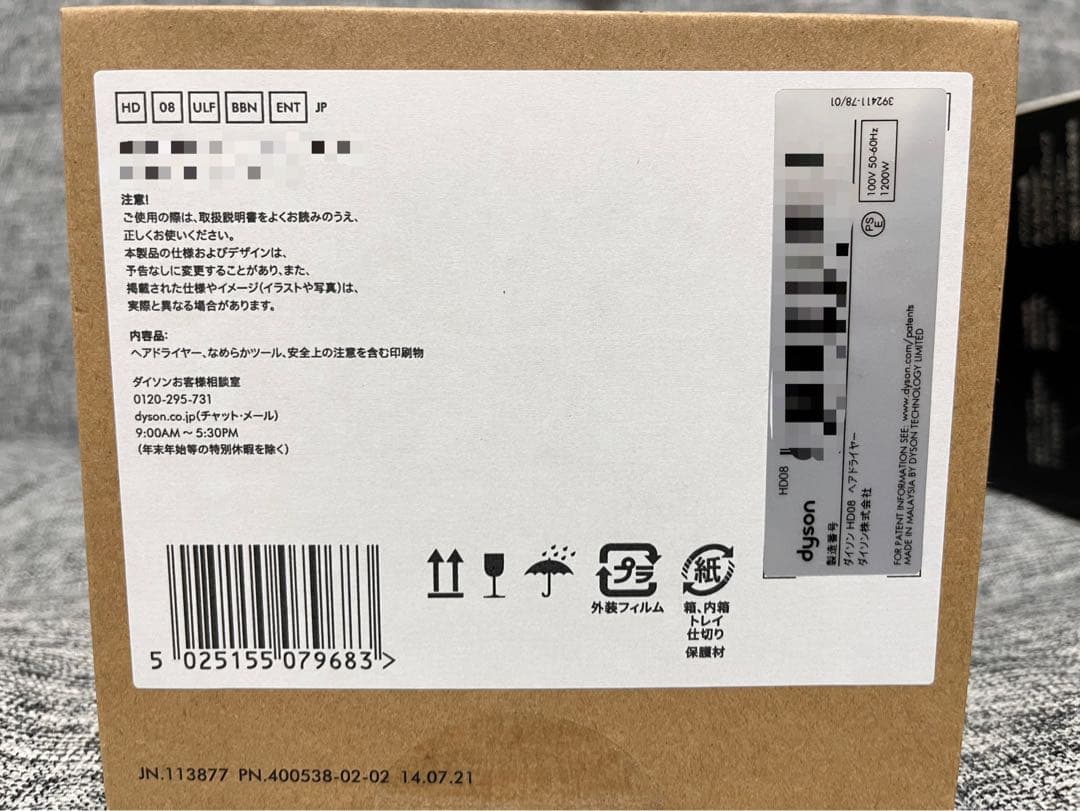 HD 08 ULF BBN ENT JP
注意!
ご使用の際は、取扱説明書をよくお読みのうえ、
正しくお使いください。
本製品の仕様およびデザインは、
予告なしに変更することがあり、また、
掲載された仕様やイメージ(イラストや写真)は、
実際と異なる場合があります。
内容品:
ヘアドライヤー、なめらかツール、安全上の注意を含む印刷物
ダイソンお客様相談室
0120-295-731
dyson.co.jp(チャット・メール)
9:00AM～5:30PM
(年末年始等の特別休暇を除く)
5 025155 079683 >
プラ
外装フィルム
紙
箱、内箱
トレイ
仕切り
保護材
392411-78/01
HD08
dyson
製造番号
ダイソン HD08 ヘアドライヤー
ダイソン株式会社
PS
E
100V 50-60Hz
1200W
FOR PATENT INFORMATION SEE: www.dyson.com/patents
MADE IN MALAYSIA BY DYSON TECHNOLOGY LIMITED
JN.113877 PN.400538-02-02 14.07.21